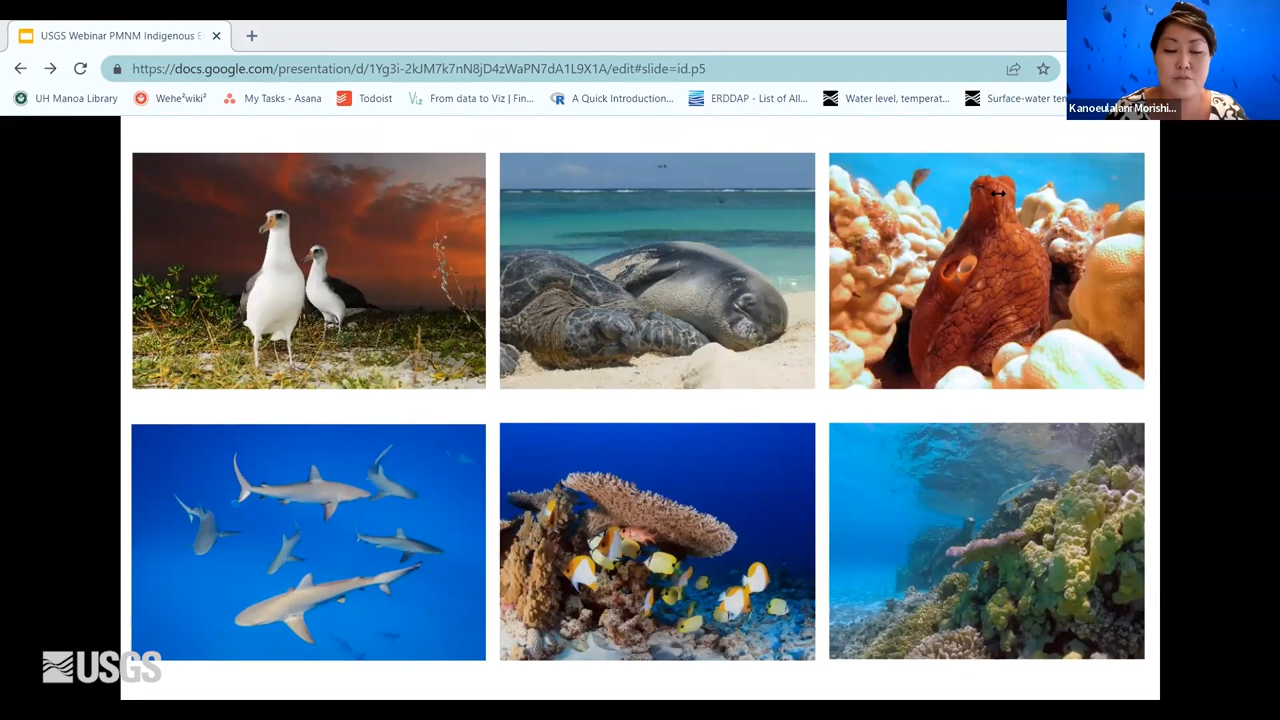 USGS Webinar PMNM Indigenous E
https://docs.google.com/presentation/d/1Yg3i-2kJM7k7nN8jD4zWaPN7dA1L9X1A/edit#slide=id.p5
UH Manoa Library
Wehe²wiki²
My Tasks - Asana
Todoist
Viz
From data to Viz | Fin...
R
A Quick Introduction...
ERDDAP - List of All...
Water level, temperat...
Surface-water te
Kanoeulalani Morishi...
USGS